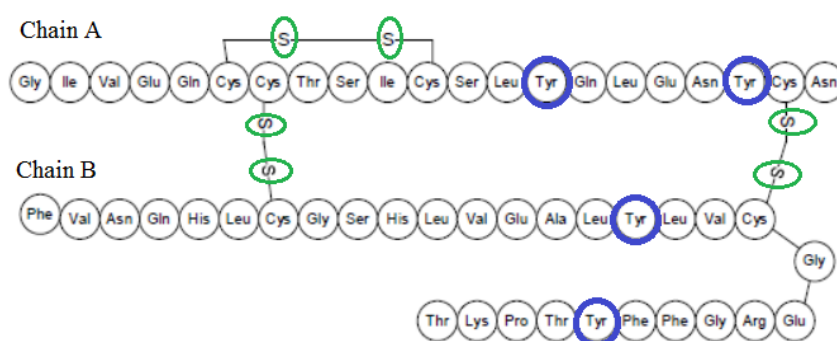 Chain A
S S
Gly Ile Val Glu Gln Cys Cys Thr Ser Ile Cys Ser Leu Tyr Gln Leu Glu Asn Tyr Cys Asn
S S
S S
Chain B
Phe Val Asn Gln His Leu Cys Gly Ser His Leu Val Glu Ala Leu Tyr Leu Val Cys
Gly
Thr Lys Pro Thr Tyr Phe Phe Gly Arg Glu